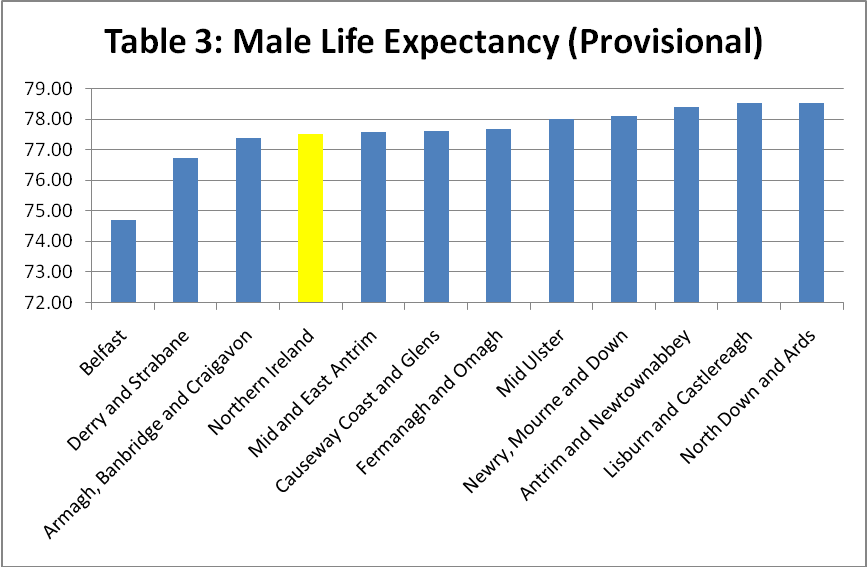 Table 3: Male Life Expectancy (Provisional)
79.00
78.00
77.00
76.00
75.00
74.00
73.00
72.00
Belfast
Derry and Strabane
Armagh, Banbridge and Craigavon
Northern Ireland
Mid and East Antrim
Causeway Coast and Glens
Fermanagh and Omagh
Mid Ulster
Newry, Mourne and Down
Antrim and Newtownabbey
Lisburn and Castlereagh
North Down and Ards